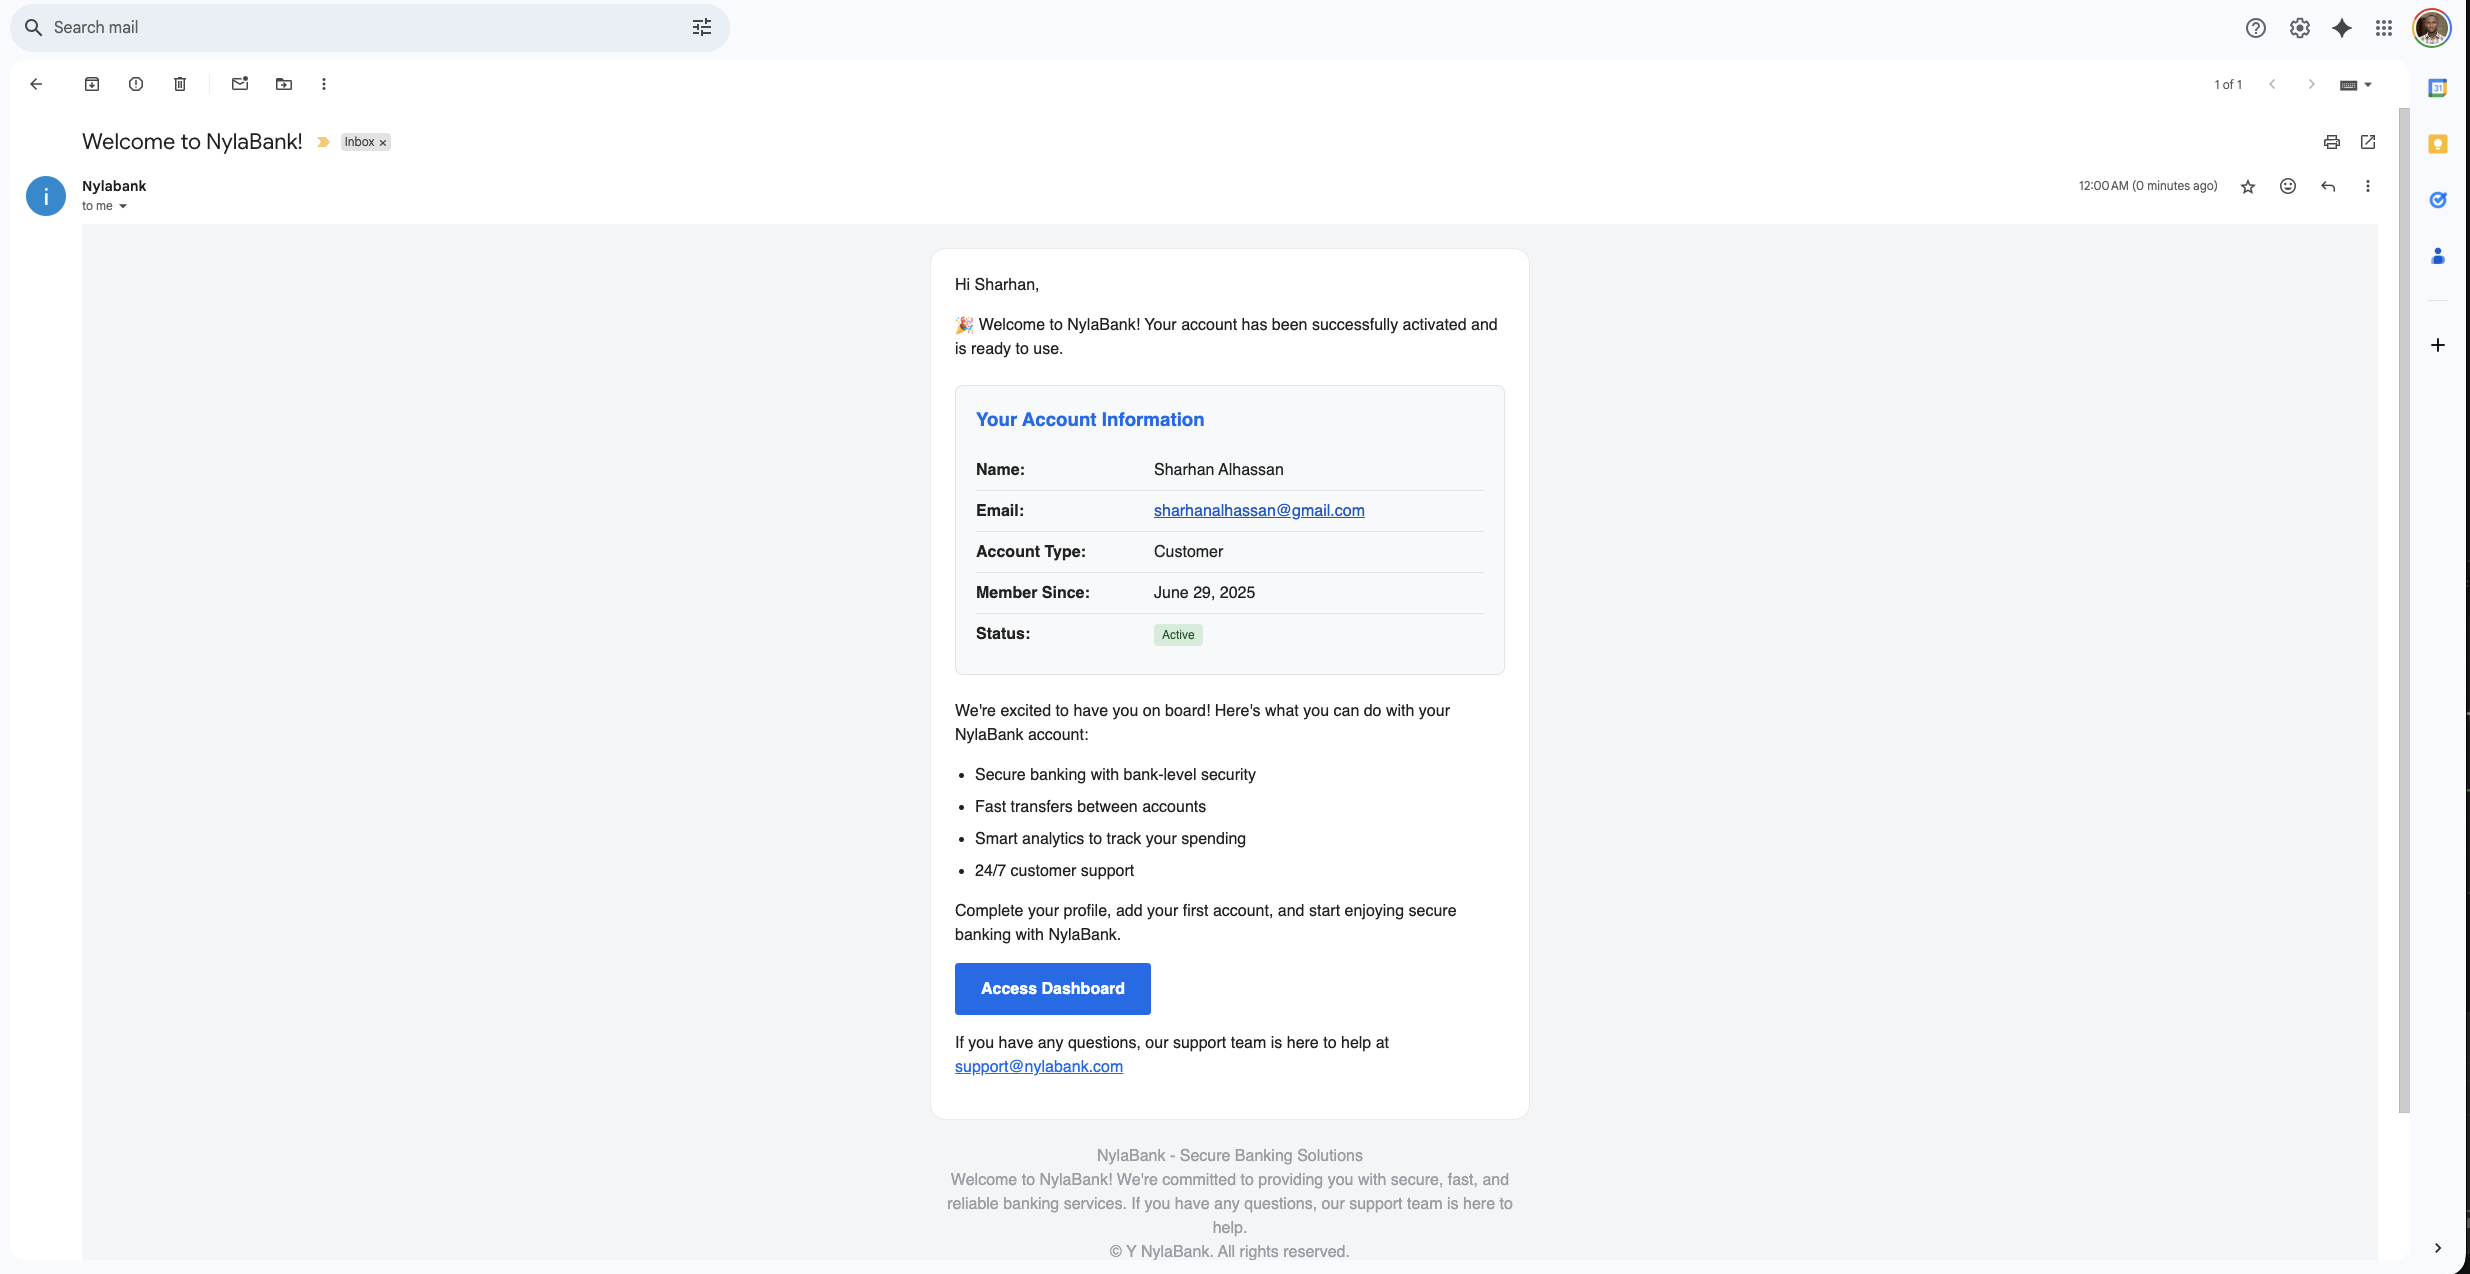 Search mail
1 of 1
Welcome to NylaBank!
Inbox x
i
Nylabank
12:00 AM (0 minutes ago)
to me
31
Hi Sharhan,
🎉 Welcome to NylaBank! Your account has been successfully activated and
is ready to use.
Your Account Information
Name: Sharhan Alhassan
Email: sharhanalhassan@gmail.com
Account Type: Customer
Member Since: June 29, 2025
Status: Active
We're excited to have you on board! Here's what you can do with your
NylaBank account:
• Secure banking with bank-level security
• Fast transfers between accounts
• Smart analytics to track your spending
• 24/7 customer support
Complete your profile, add your first account, and start enjoying secure
banking with NylaBank.
Access Dashboard
If you have any questions, our support team is here to help at
support@nylabank.com
NylaBank - Secure Banking Solutions
Welcome to NylaBank! We're committed to providing you with secure, fast, and
reliable banking services. If you have any questions, our support team is here to
help.
© Y NylaBank. All rights reserved.